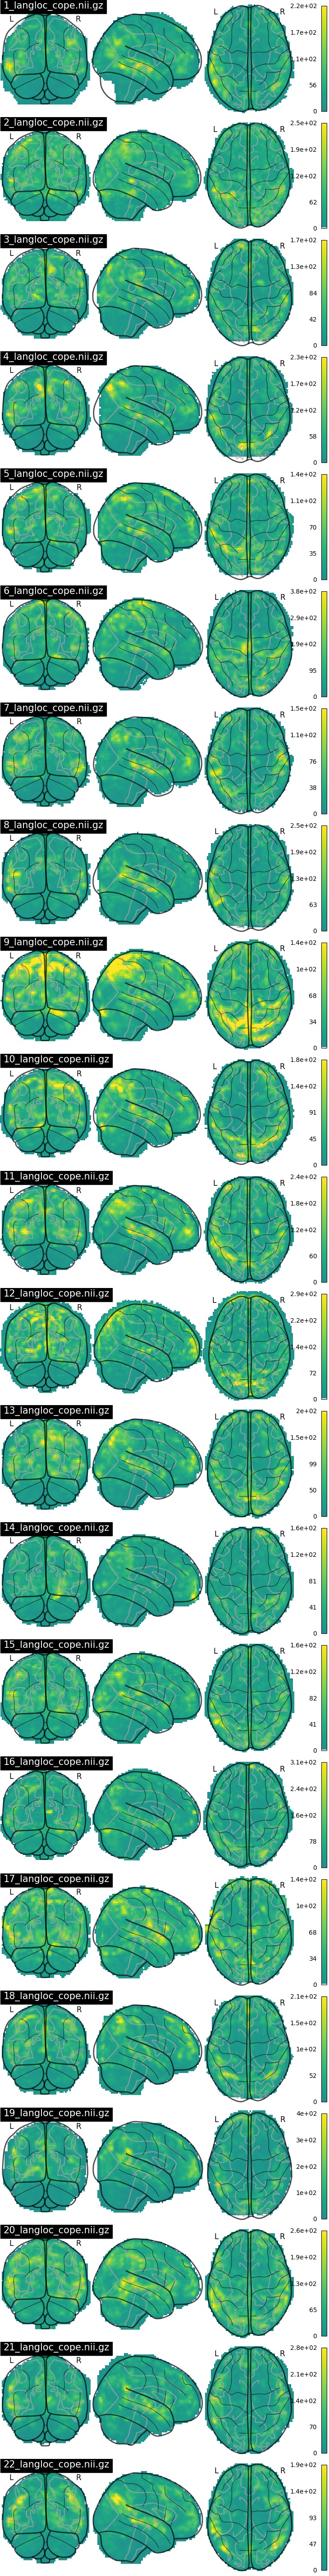 1_langloc_cope.nii.gz
L R L R
2.2e+02
1.7e+02
1.1e+02
56
0
2_langloc_cope.nii.gz
L R L R
2.5e+02
1.9e+02
1.2e+02
62
0
3_langloc_cope.nii.gz
L R L R
1.7e+02
1.3e+02
84
42
0
4_langloc_cope.nii.gz
L R L R
2.3e+02
1.7e+02
1.2e+02
58
0
5_langloc_cope.nii.gz
L R L R
1.4e+02
1.1e+02
70
35
0
6_langloc_cope.nii.gz
L R L R
3.8e+02
2.9e+02
1.9e+02
95
0
7_langloc_cope.nii.gz
L R L R
1.5e+02
1.1e+02
76
38
0
8_langloc_cope.nii.gz
L R L R
2.5e+02
1.9e+02
1.3e+02
63
0
9_langloc_cope.nii.gz
L R L R
1.4e+02
1e+02
68
34
0
10_langloc_cope.nii.gz
L R L R
1.8e+02
1.4e+02
91
45
0
11_langloc_cope.nii.gz
L R L R
2.4e+02
1.8e+02
1.2e+02
60
0
12_langloc_cope.nii.gz
L R L R
2.9e+02
2.2e+02
1.4e+02
72
0
13_langloc_cope.nii.gz
L R L R
2e+02
1.5e+02
99
50
0
14_langloc_cope.nii.gz
L R L R
1.6e+02
1.2e+02
81
41
0
15_langloc_cope.nii.gz
L R L R
1.6e+02
1.2e+02
82
41
0
16_langloc_cope.nii.gz
L R L R
3.1e+02
2.4e+02
1.6e+02
78
0
17_langloc_cope.nii.gz
L R L R
1.4e+02
1e+02
68
34
0
18_langloc_cope.nii.gz
L R L R
2.1e+02
1.5e+02
1e+02
52
0
19_langloc_cope.nii.gz
L R L R
4e+02
3e+02
2e+02
1e+02
0
20_langloc_cope.nii.gz
L R L R
2.6e+02
1.9e+02
1.3e+02
65
0
21_langloc_cope.nii.gz
L R L R
2.8e+02
2.1e+02
1.4e+02
70
0
22_langloc_cope.nii.gz
L R L R
1.9e+02
1.4e+02
93
47
0